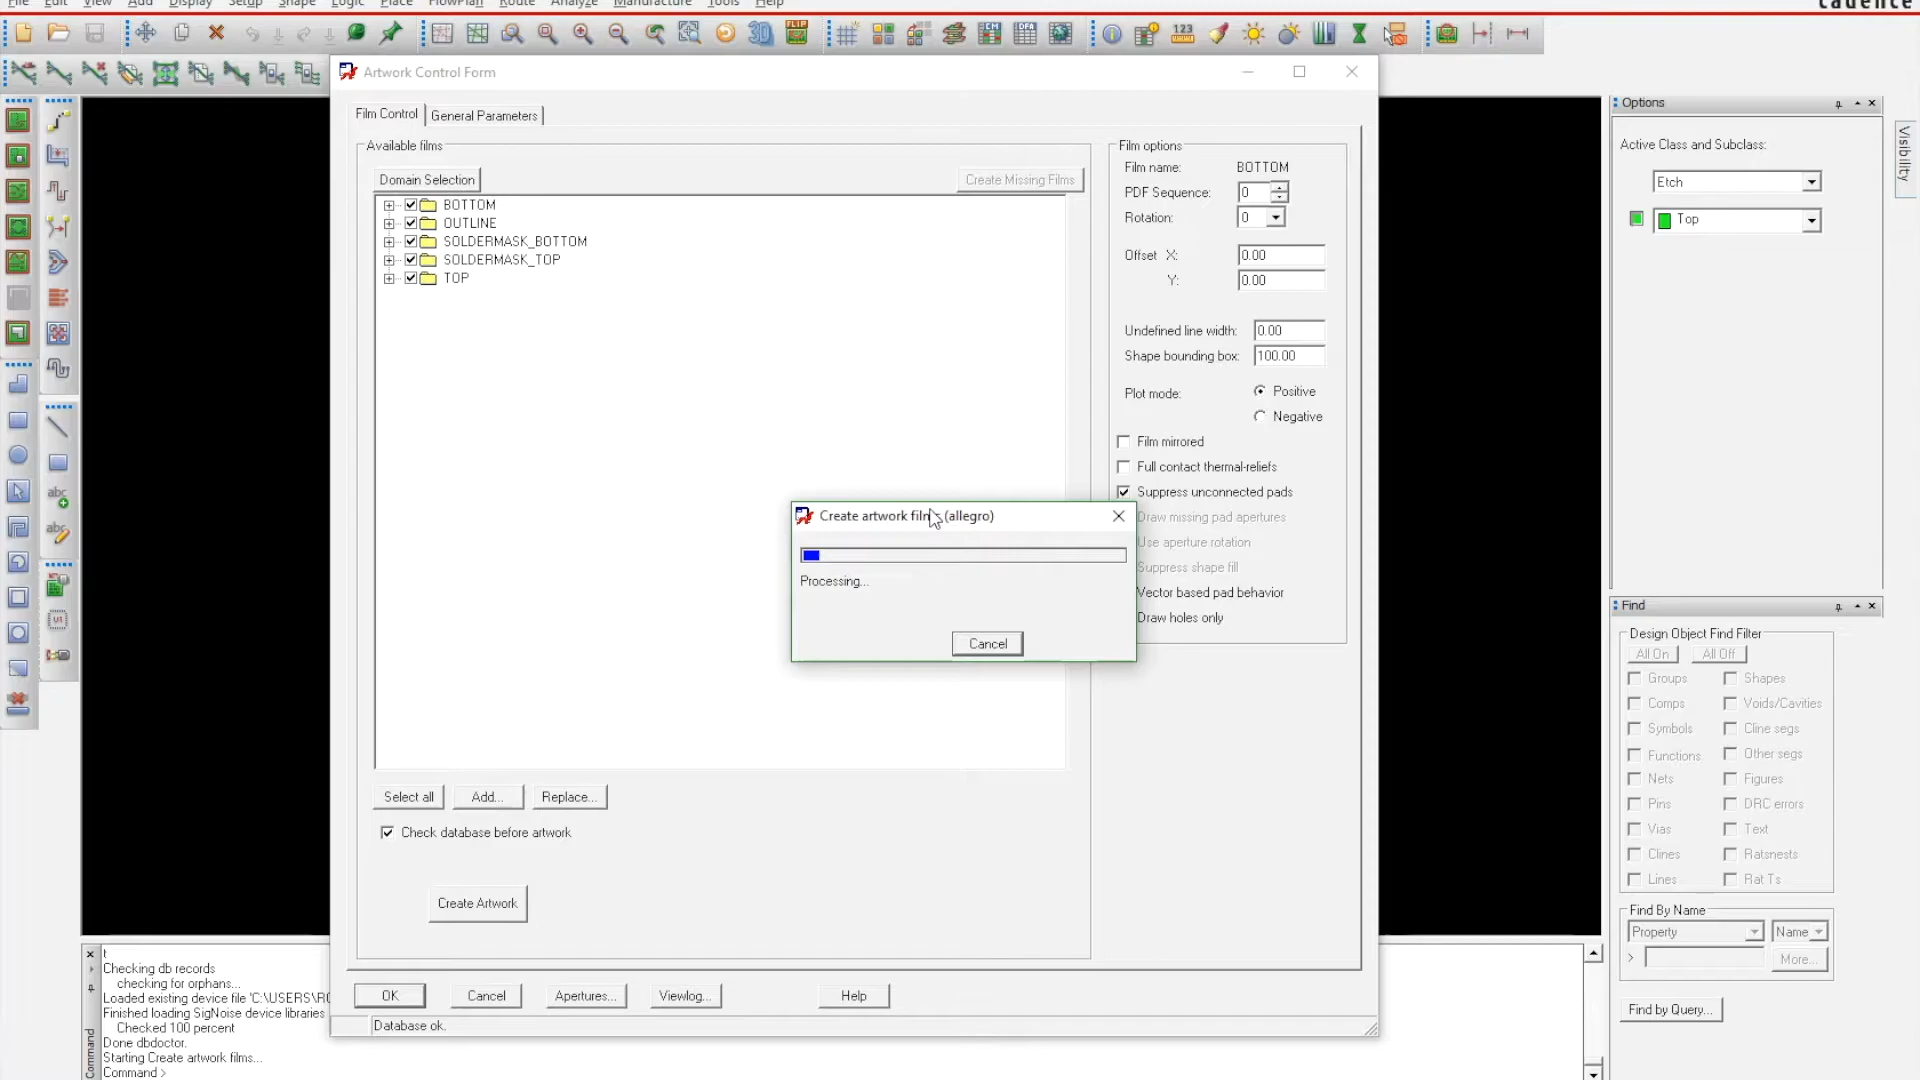 File Edit View Add Display Setup Shape Logic Place FlowPlan Route Analyze Manufacture Tools Help
cadence
Artwork Control Form
Film Control General Parameters
Available films
Domain Selection
Create Missing Films
BOTTOM
OUTLINE
SOLDERMASK_BOTTOM
SOLDERMASK_TOP
TOP
Select all Add... Replace...
Check database before artwork
Create Artwork
Film options
Film name: BOTTOM
PDF Sequence: 0
Rotation: 0
Offset X: 0.00
Y: 0.00
Undefined line width: 0.00
Shape bounding box: 100.00
Plot mode: Positive
Negative
Film mirrored
Full contact thermal-reliefs
Suppress unconnected pads
Draw missing pad apertures
Use aperture rotation
Suppress shape fill
Vector based pad behavior
Draw holes only
Create artwork films (allegro)
Processing...
Cancel
OK Cancel Apertures... Viewlog... Help
Database ok.
Options
Active Class and Subclass:
Etch
Top
Visibility
Find
Design Object Find Filter
All On All Off
Groups Shapes
Comps Voids/Cavities
Symbols Cline segs
Functions Other segs
Nets Figures
Pins DRC errors
Vias Text
Clines Ratsnests
Lines Rat Ts
Find By Name
Property Name
> More...
Find by Query...
Command
t
Checking db records
checking for orphans...
Loaded existing device file 'C:\USERS\RO
Finished loading SigNoise device libraries
Checked 100 percent
Done dbdoctor.
Starting Create artwork films...
Command >